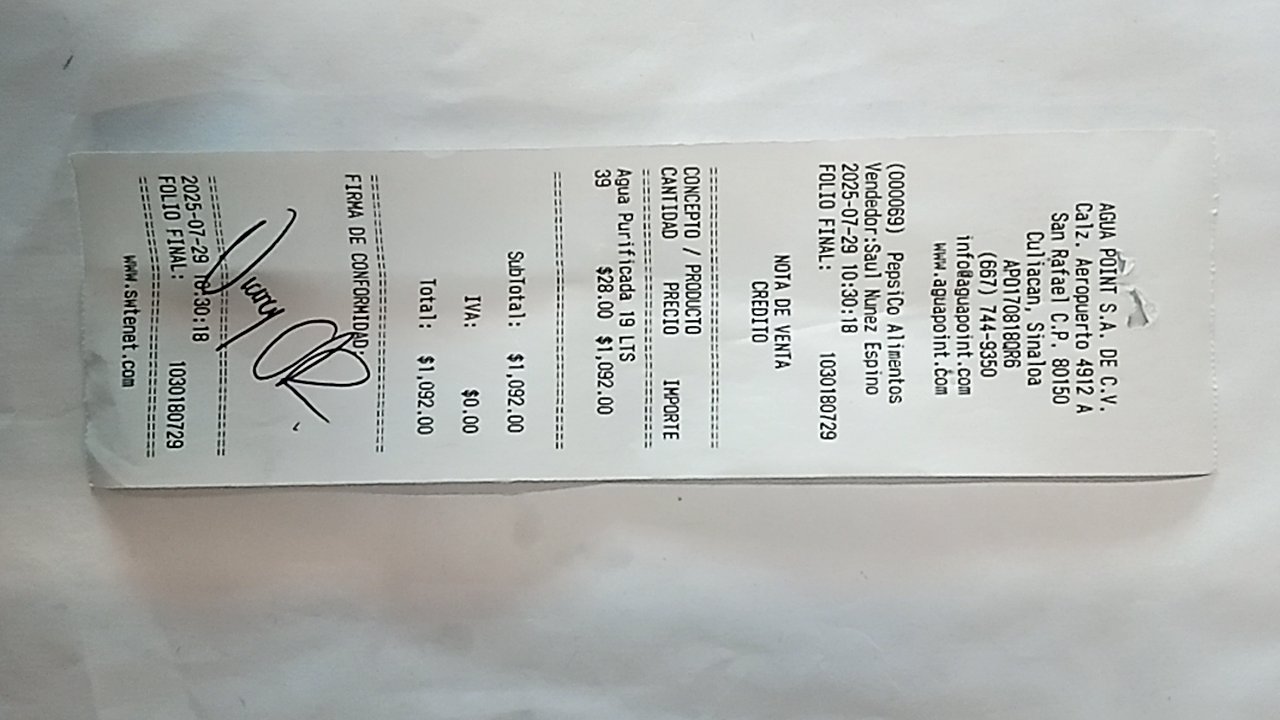 AGUA POINT S.A. DE C.V.
Calz. Aeropuerto 4912 A
San Rafael C.P. 80150
Culiacan, Sinaloa
APO170818QR6
(667) 744-9350
info@aguapoint.com
www.aguapoint.com
NOTA DE VENTA
CREDITO
(000069) PepsiCo Alimentos
Vendedor:Saul Nunez Espino
2025-07-29 10:30:18
FOLIO FINAL: 1030180729
==============================
CONCEPTO / PRODUCTO
CANTIDAD PRECIO IMPORTE
==============================
Agua Purificada 19 LTS
39 $28.00 $1,092.00
==============================
SubTotal: $1,092.00
IVA: $0.00
Total: $1,092.00
==============================
FIRMA DE CONFORMIDAD:
==============================
2025-07-29 10:30:18
FOLIO FINAL: 1030180729
==============================
www.swtenet.com